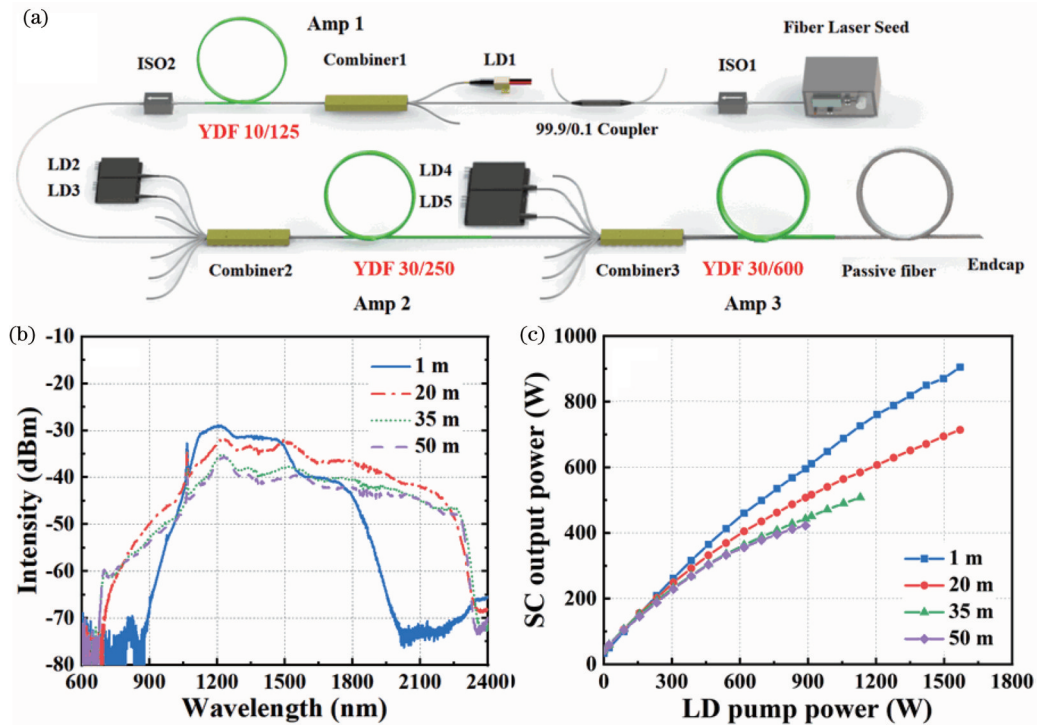 (a)
Amp 1
Fiber Laser Seed
ISO2
Combiner1
LD1
ISO1
YDF 10/125
99.9/0.1 Coupler
LD2
LD3
LD4
LD5
Combiner2
YDF 30/250
Combiner3
YDF 30/600
Passive fiber
Endcap
Amp 2
Amp 3
(b)
-10
-20
-30
-40
-50
-60
-70
-80
Intensity (dBm)
1 m
20 m
35 m
50 m
600
900
1200
1500
1800
2100
2400
Wavelength (nm)
(c)
1000
800
600
400
200
0
SC output power (W)
1 m
20 m
35 m
50 m
0
300
600
900
1200
1500
1800
LD pump power (W)